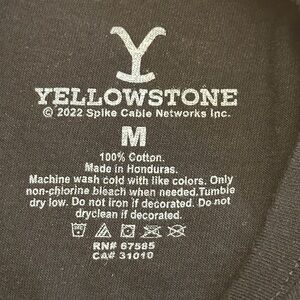 YELLOWSTONE
© 2022 Spike Cable Networks Inc.
M
100% Cotton.
Made in Honduras.
Machine wash cold with like colors. Only
non-chlorine bleach when needed.Tumble
dry low. Do not iron if decorated. Do not
dryclean if decorated.
RN# 67585
CA# 31010